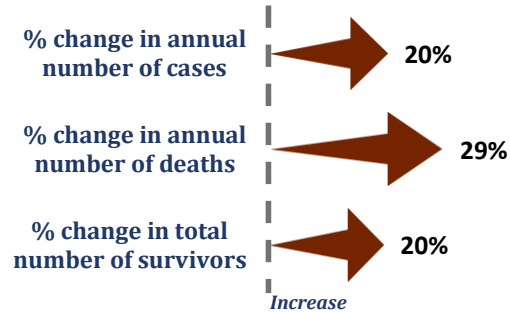 % change in annual
number of cases
20%
% change in annual
number of deaths
29%
% change in total
number of survivors
20%
Increase